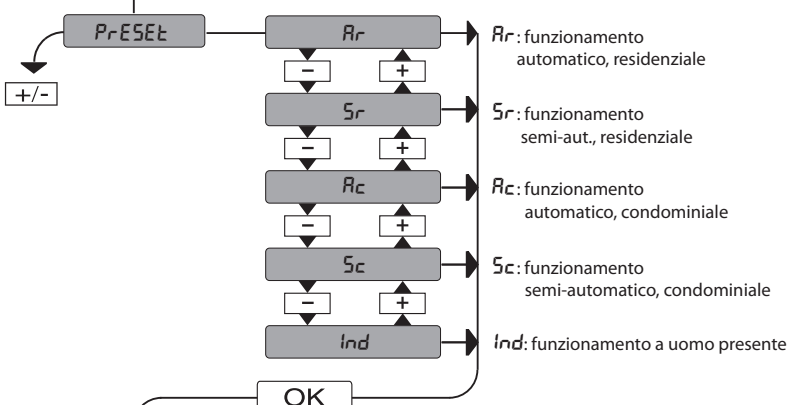 PrESEt
+/-
Ar
- +
Sr
- +
Ac
- +
Sc
- +
Ind
OK
Ar: funzionamento
automatico, residenziale
Sr: funzionamento
semi-aut., residenziale
Ac: funzionamento
automatico, condominiale
Sc: funzionamento
semi-automatico, condominiale
Ind: funzionamento a uomo presente